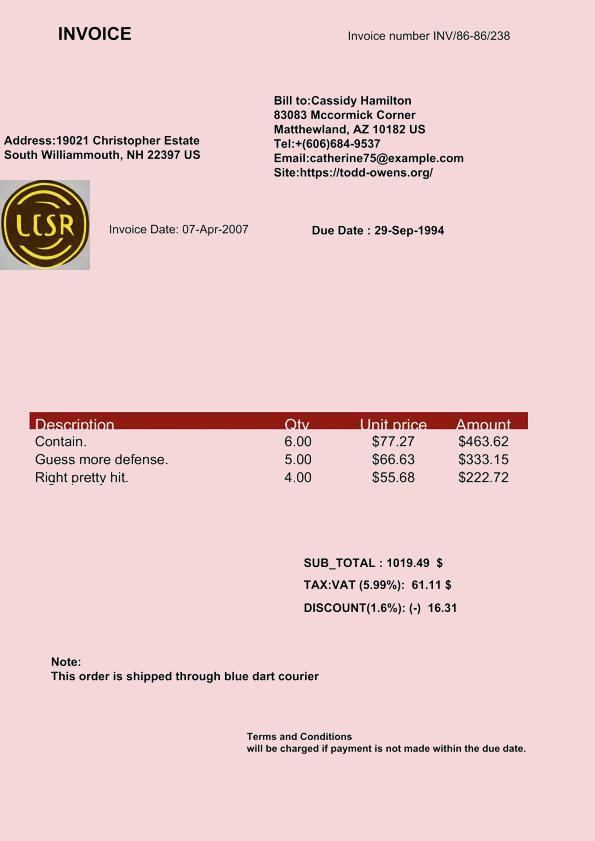 INVOICE
Invoice number INV/86-86/238
Bill to:Cassidy Hamilton
83083 Mccormick Corner
Matthewland, AZ 10182 US
Tel:+(606)684-9537
Email:catherine75@example.com
Site:https://todd-owens.org/
Address:19021 Christopher Estate
South Williammouth, NH 22397 US
LCSR
Invoice Date: 07-Apr-2007
Due Date : 29-Sep-1994
Description Qty Unit price Amount
Contain. 6.00 $77.27 $463.62
Guess more defense. 5.00 $66.63 $333.15
Right pretty hit. 4.00 $55.68 $222.72
SUB_TOTAL : 1019.49 $
TAX:VAT (5.99%): 61.11 $
DISCOUNT(1.6%): (-) 16.31
Note:
This order is shipped through blue dart courier
Terms and Conditions
will be charged if payment is not made within the due date.